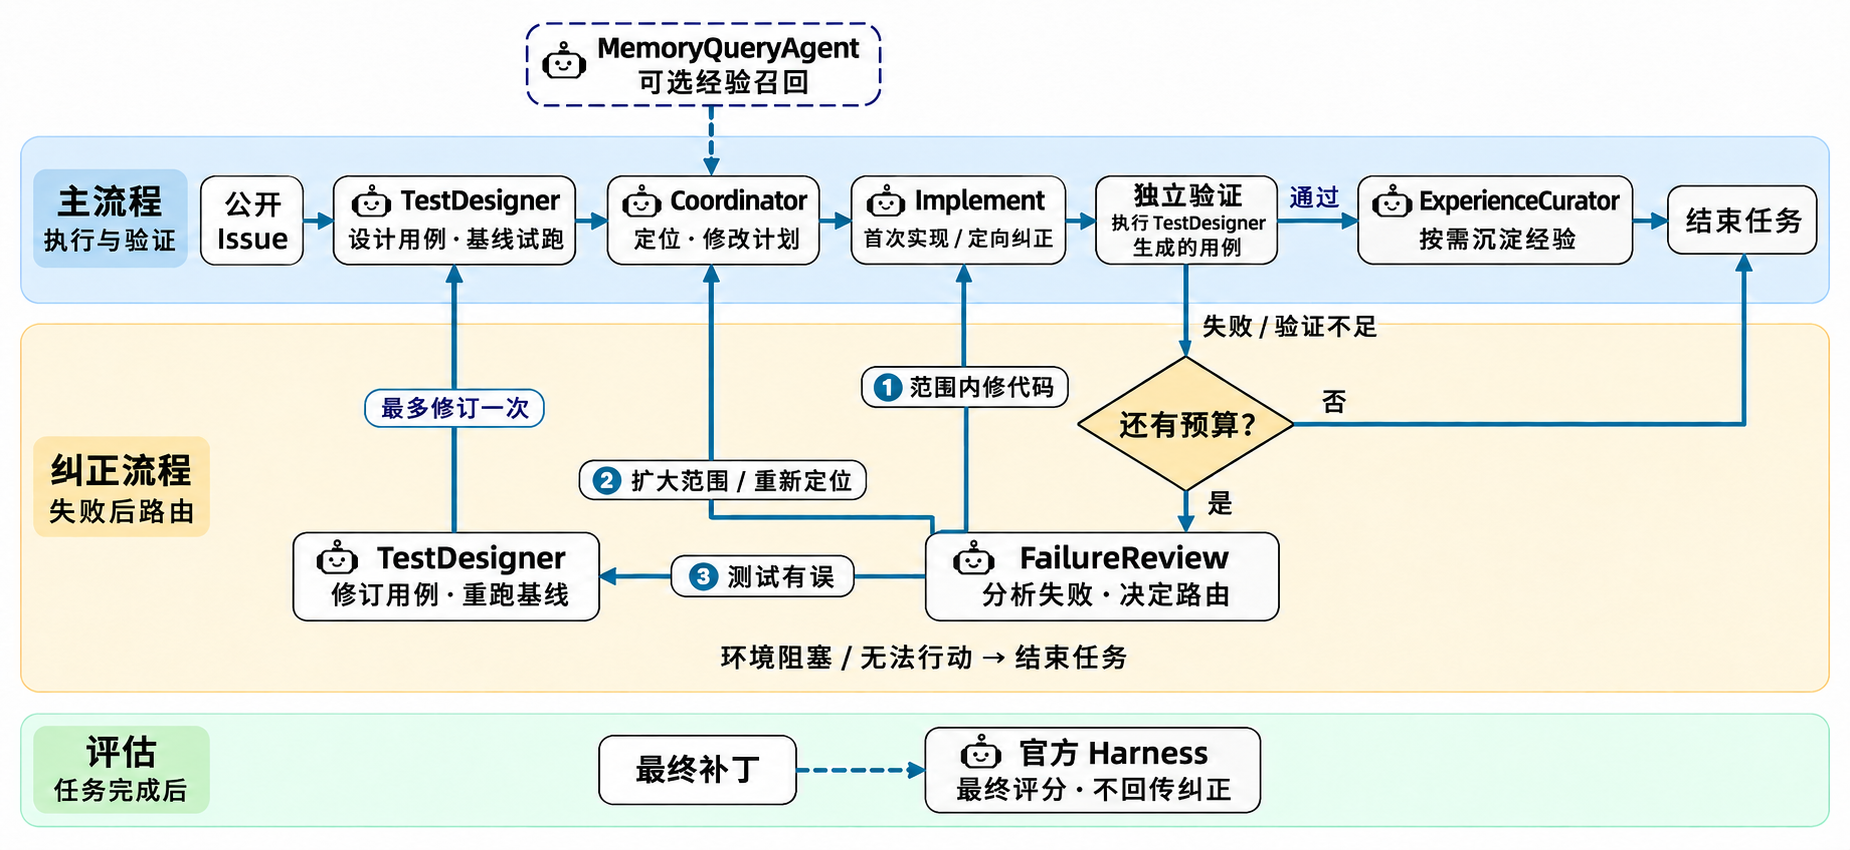 MemoryQueryAgent
可选经验召回
主流程
执行与验证
公开
Issue
TestDesigner
设计用例·基线试跑
Coordinator
定位·修改计划
Implement
首次实现 / 定向纠正
独立验证
执行 TestDesigner
生成的用例
通过
ExperienceCurator
按需沉淀经验
结束任务
失败 / 验证不足
纠正流程
失败后路由
最多修订一次
1 范围内修代码
2 扩大范围 / 重新定位
还有预算?
否
是
TestDesigner
修订用例·重跑基线
3 测试有误
FailureReview
分析失败·决定路由
环境阻塞 / 无法行动 → 结束任务
评估
任务完成后
最终补丁
官方 Harness
最终评分·不回传纠正